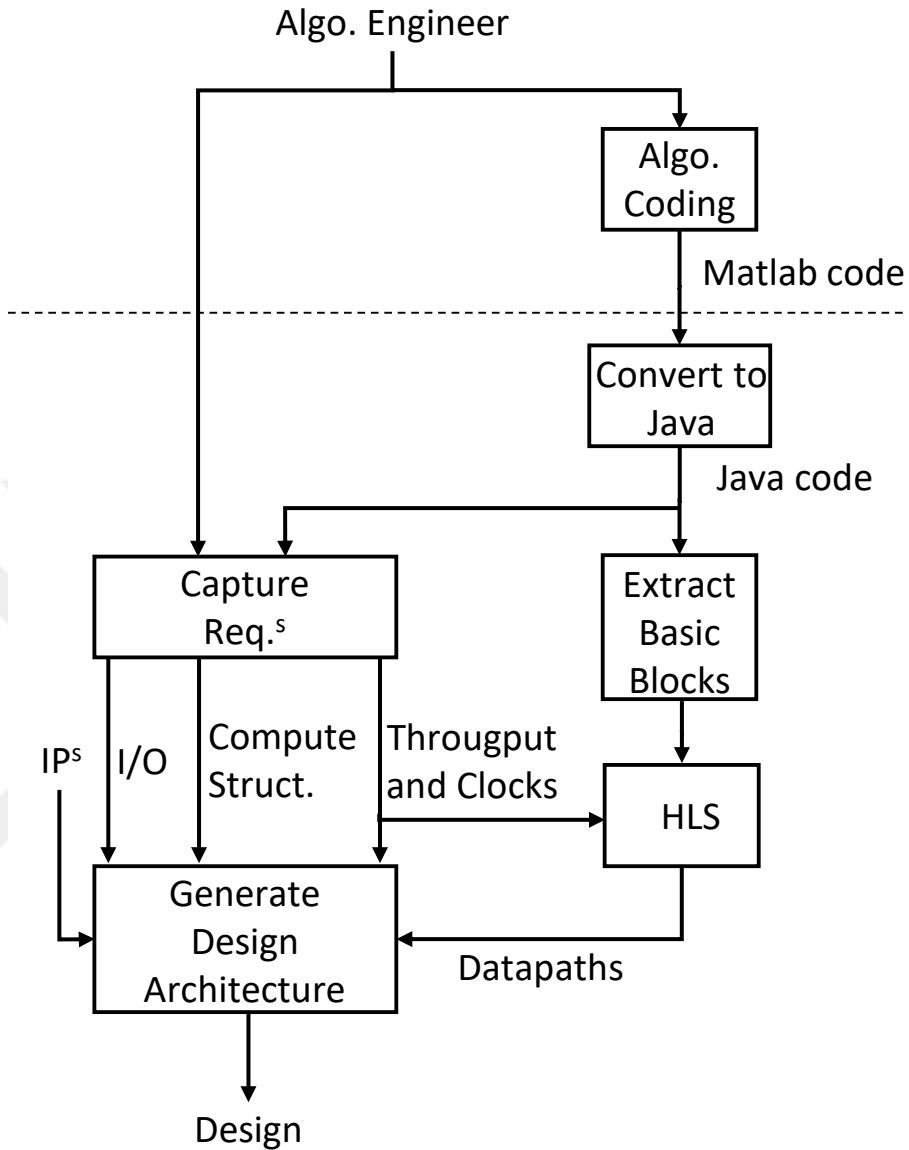 Algo. Engineer
Algo.
Coding
Matlab code
Convert to
Java
Java code
Capture
Req.s
Extract
Basic
Blocks
IPs
I/O
Compute
Struct.
Througput
and Clocks
HLS
Generate
Design
Architecture
Datapaths
Design